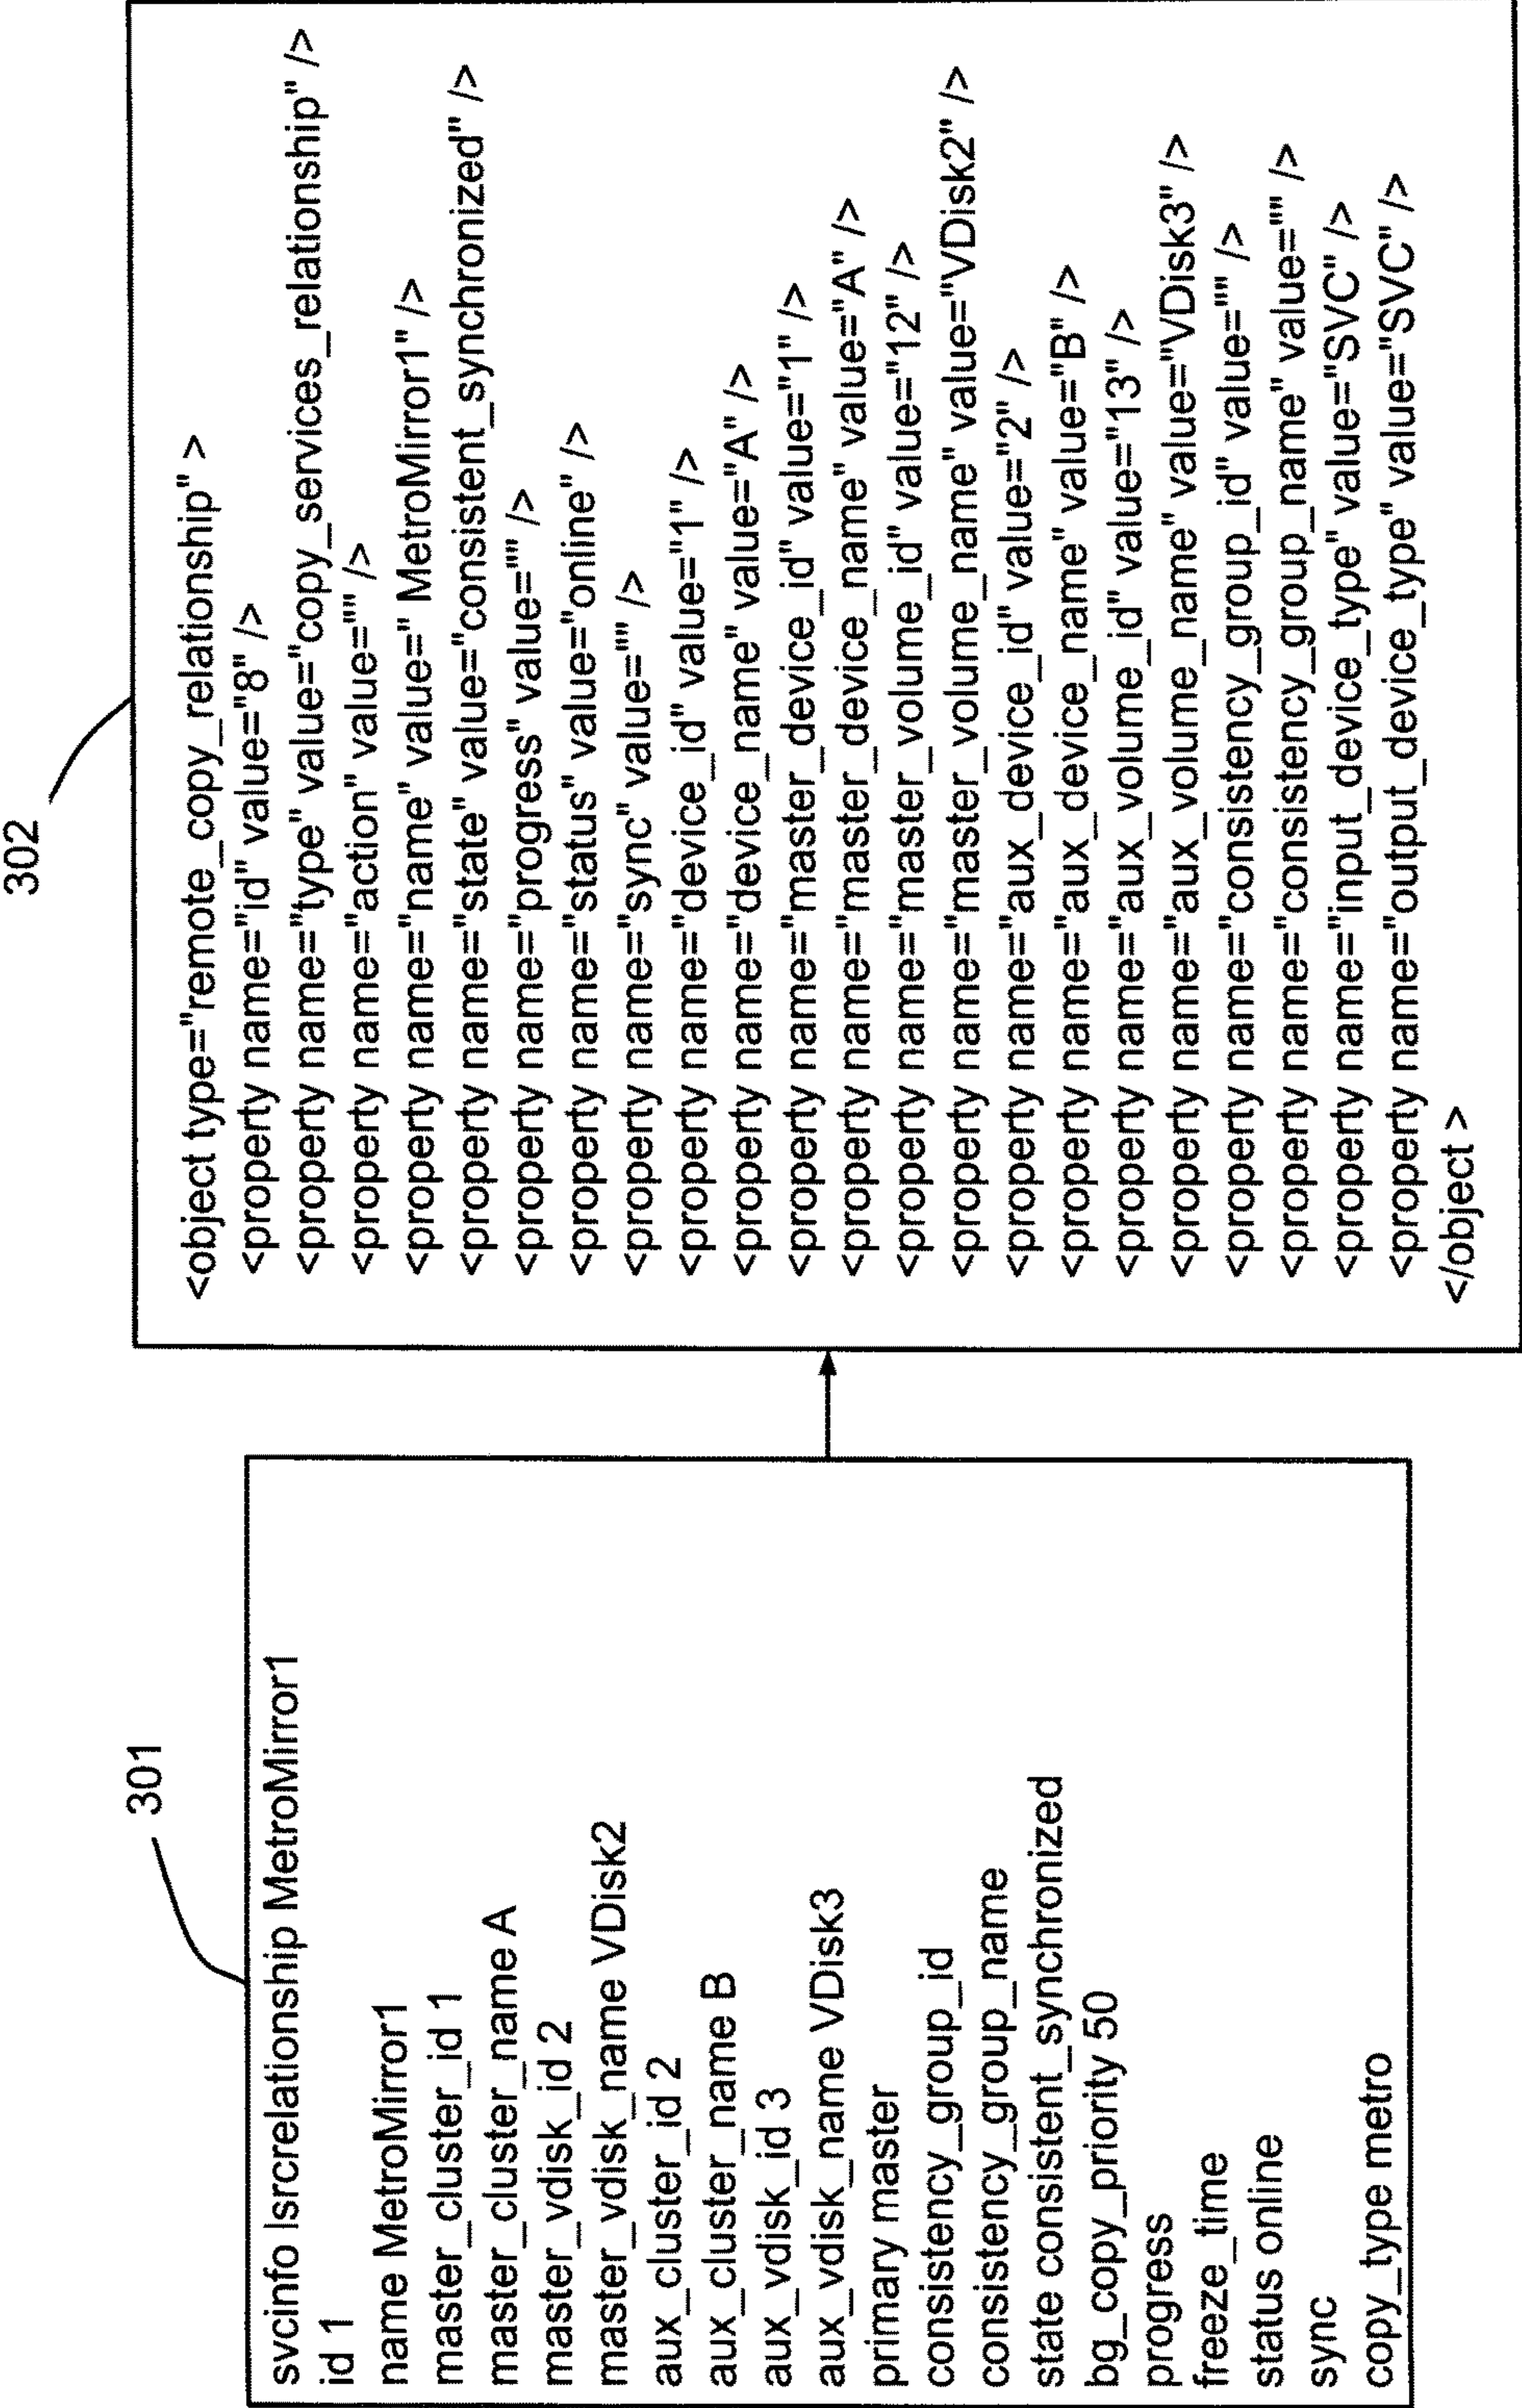 301
svcinfo lsrcrelationship MetroMirror1
id 1
name MetroMirror1
master_cluster_id 1
master_cluster_name A
master_vdisk_id 2
master_vdisk_name VDisk2
aux_cluster_id 2
aux_cluster_name B
aux_vdisk_id 3
aux_vdisk_name VDisk3
primary master
consistency_group_id
consistency_group_name
state consistent_synchronized
bg_copy_priority 50
progress
freeze_time
status online
sync
copy_type metro
302
<object type="remote_copy_relationship" >
<property name="id" value="8" />
<property name="type" value="copy_services_relationship" />
<property name="action" value="" />
<property name="name" value=" MetroMirror1" />
<property name="state" value="consistent_synchronized" />
<property name="progress" value="" />
<property name="status" value="online" />
<property name="sync" value="" />
<property name="device_id" value="1" />
<property name="device_name" value="A" />
<property name="master_device_id" value="1" />
<property name="master_device_name" value="A" />
<property name="master_volume_id" value="12" />
<property name="master_volume_name" value="VDisk2" />
<property name="aux_device_id" value="2" />
<property name="aux_device_name" value="B" />
<property name="aux_volume_id" value="13" />
<property name="aux_volume_name" value="VDisk3" />
<property name="consistency_group_id" value="" />
<property name="consistency_group_name" value="" />
<property name="input_device_type" value="SVC" />
<property name="output_device_type" value="SVC" />
</object >